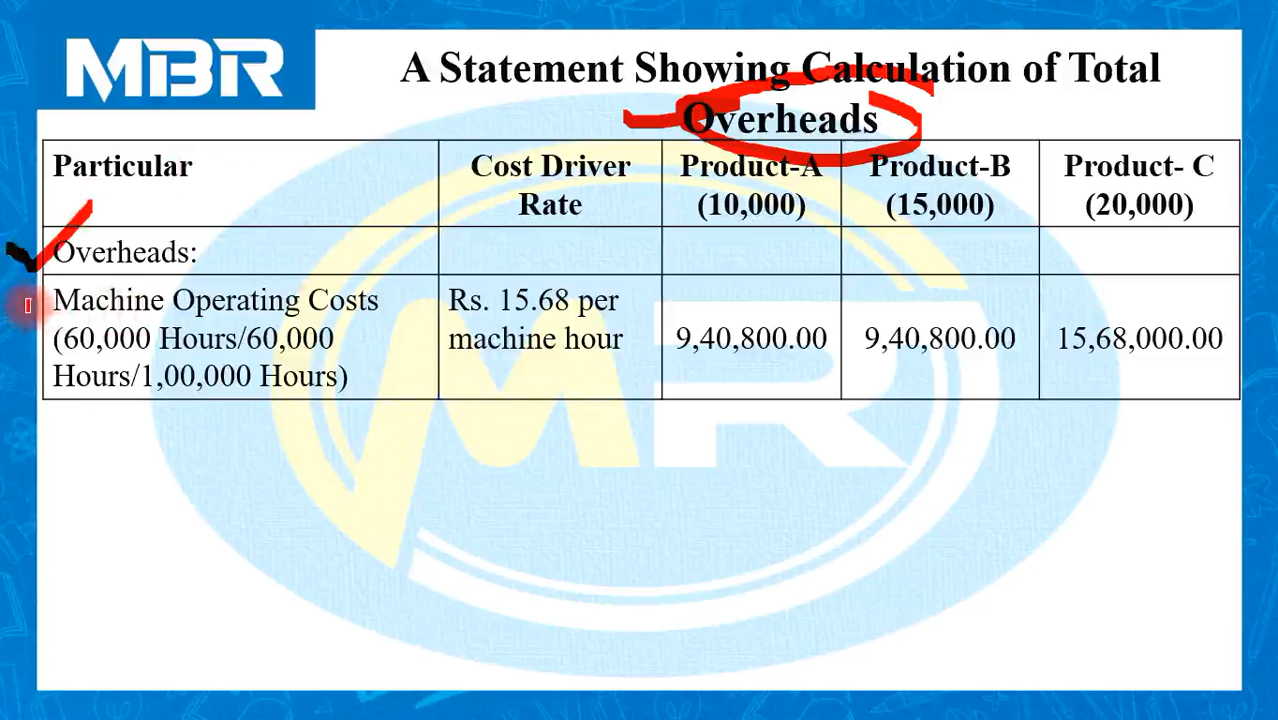 MBR
A Statement Showing Calculation of Total
Overheads
Particular
Cost Driver
Rate
Product-A
(10,000)
Product-B
(15,000)
Product- C
(20,000)
Overheads:
Machine Operating Costs
(60,000 Hours/60,000
Hours/1,00,000 Hours)
Rs. 15.68 per
machine hour
9,40,800.00
9,40,800.00
15,68,000.00
MR